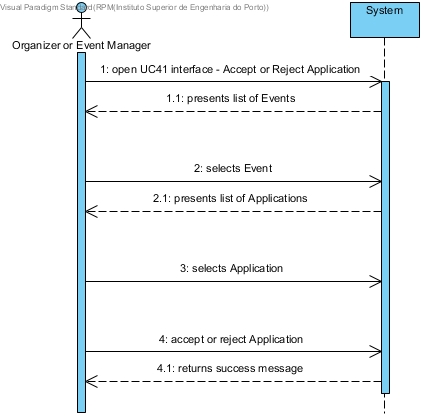 Visual Paradigm Standard(RPM(Instituto Superior de Engenharia do Porto))
System
Organizer or Event Manager
1: open UC41 interface - Accept or Reject Application
1.1: presents list of Events
2: selects Event
2.1: presents list of Applications
3: selects Application
4: accept or reject Application
4.1: returns success message